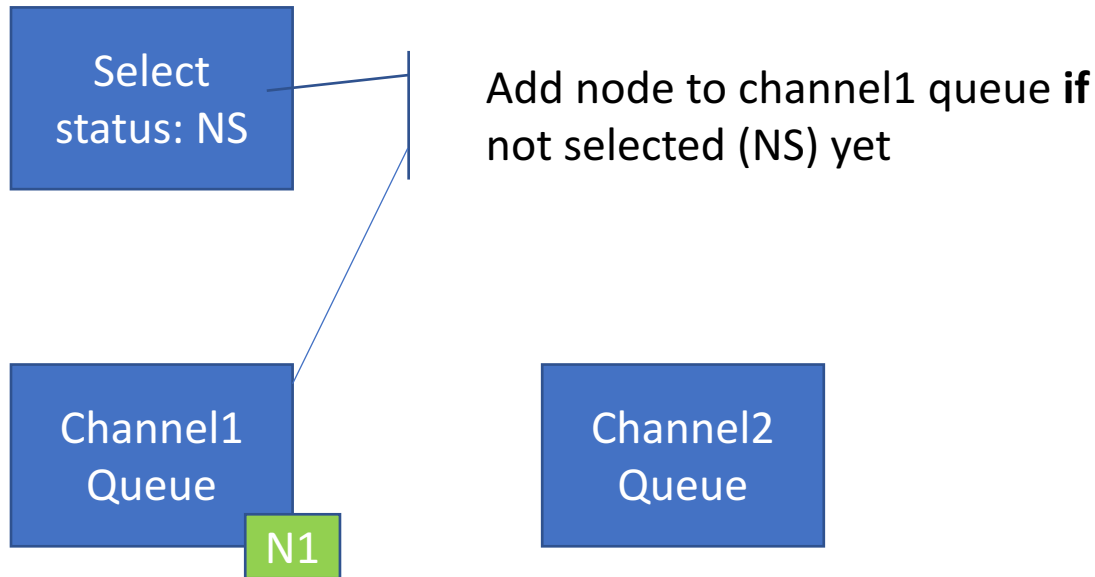 Select
status: NS
Add node to channel1 queue if
not selected (NS) yet
Channel1
Queue
N1
Channel2
Queue